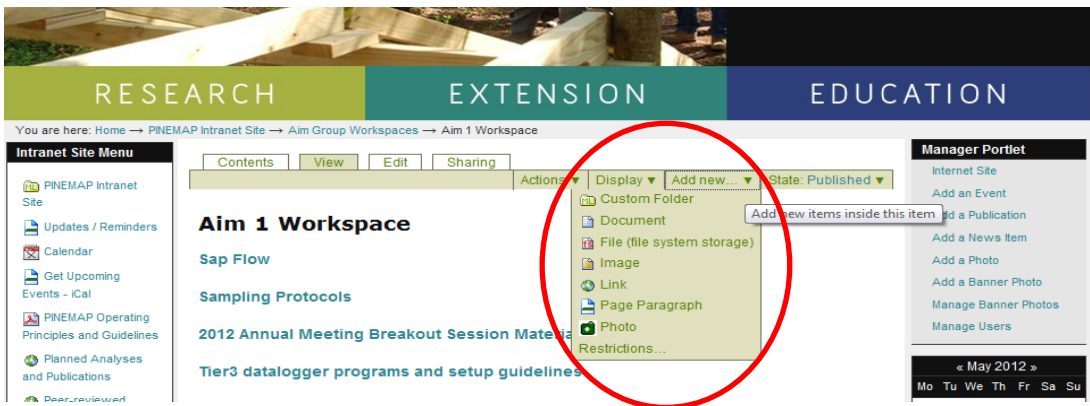 RESEARCH EXTENSION EDUCATION
You are here: Home → PINEMAP Intranet Site → Aim Group Workspaces → Aim 1 Workspace
Intranet Site Menu
PINEMAP Intranet
Site
Updates / Reminders
Calendar
Get Upcoming
Events - iCal
PINEMAP Operating
Principles and Guidelines
Planned Analyses
and Publications
Peer-reviewed
Contents View Edit Sharing
Actions ▼ Display ▼ Add new... ▼ State: Published ▼
Custom Folder
Document
File (file system storage)
Image
Link
Page Paragraph
Photo
Restrictions...
Add new items inside this item
Aim 1 Workspace
Sap Flow
Sampling Protocols
2012 Annual Meeting Breakout Session
Tier3 datalogger programs and setup guidelines
Manager Portlet
Internet Site
Add an Event
Add a Publication
Add a News Item
Add a Photo
Add a Banner Photo
Manage Banner Photos
Manage Users
« May 2012 »
Mo Tu We Th Fr Sa Su